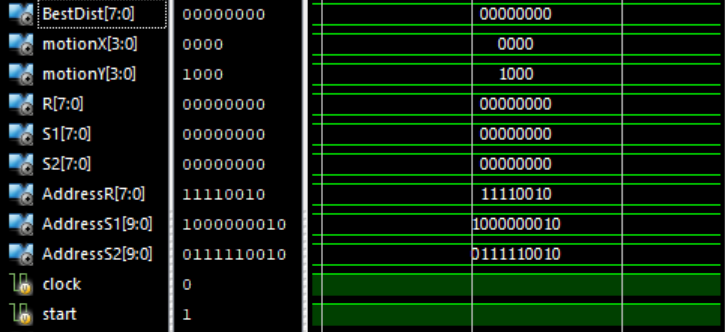 BestDist[7:0] 00000000 00000000
motionX[3:0] 0000 0000
motionY[3:0] 1000 1000
R[7:0] 00000000 00000000
S1[7:0] 00000000 00000000
S2[7:0] 00000000 00000000
AddressR[7:0] 11110010 11110010
AddressS1[9:0] 1000000010 1000000010
AddressS2[9:0] 0111110010 0111110010
clock 0
start 1